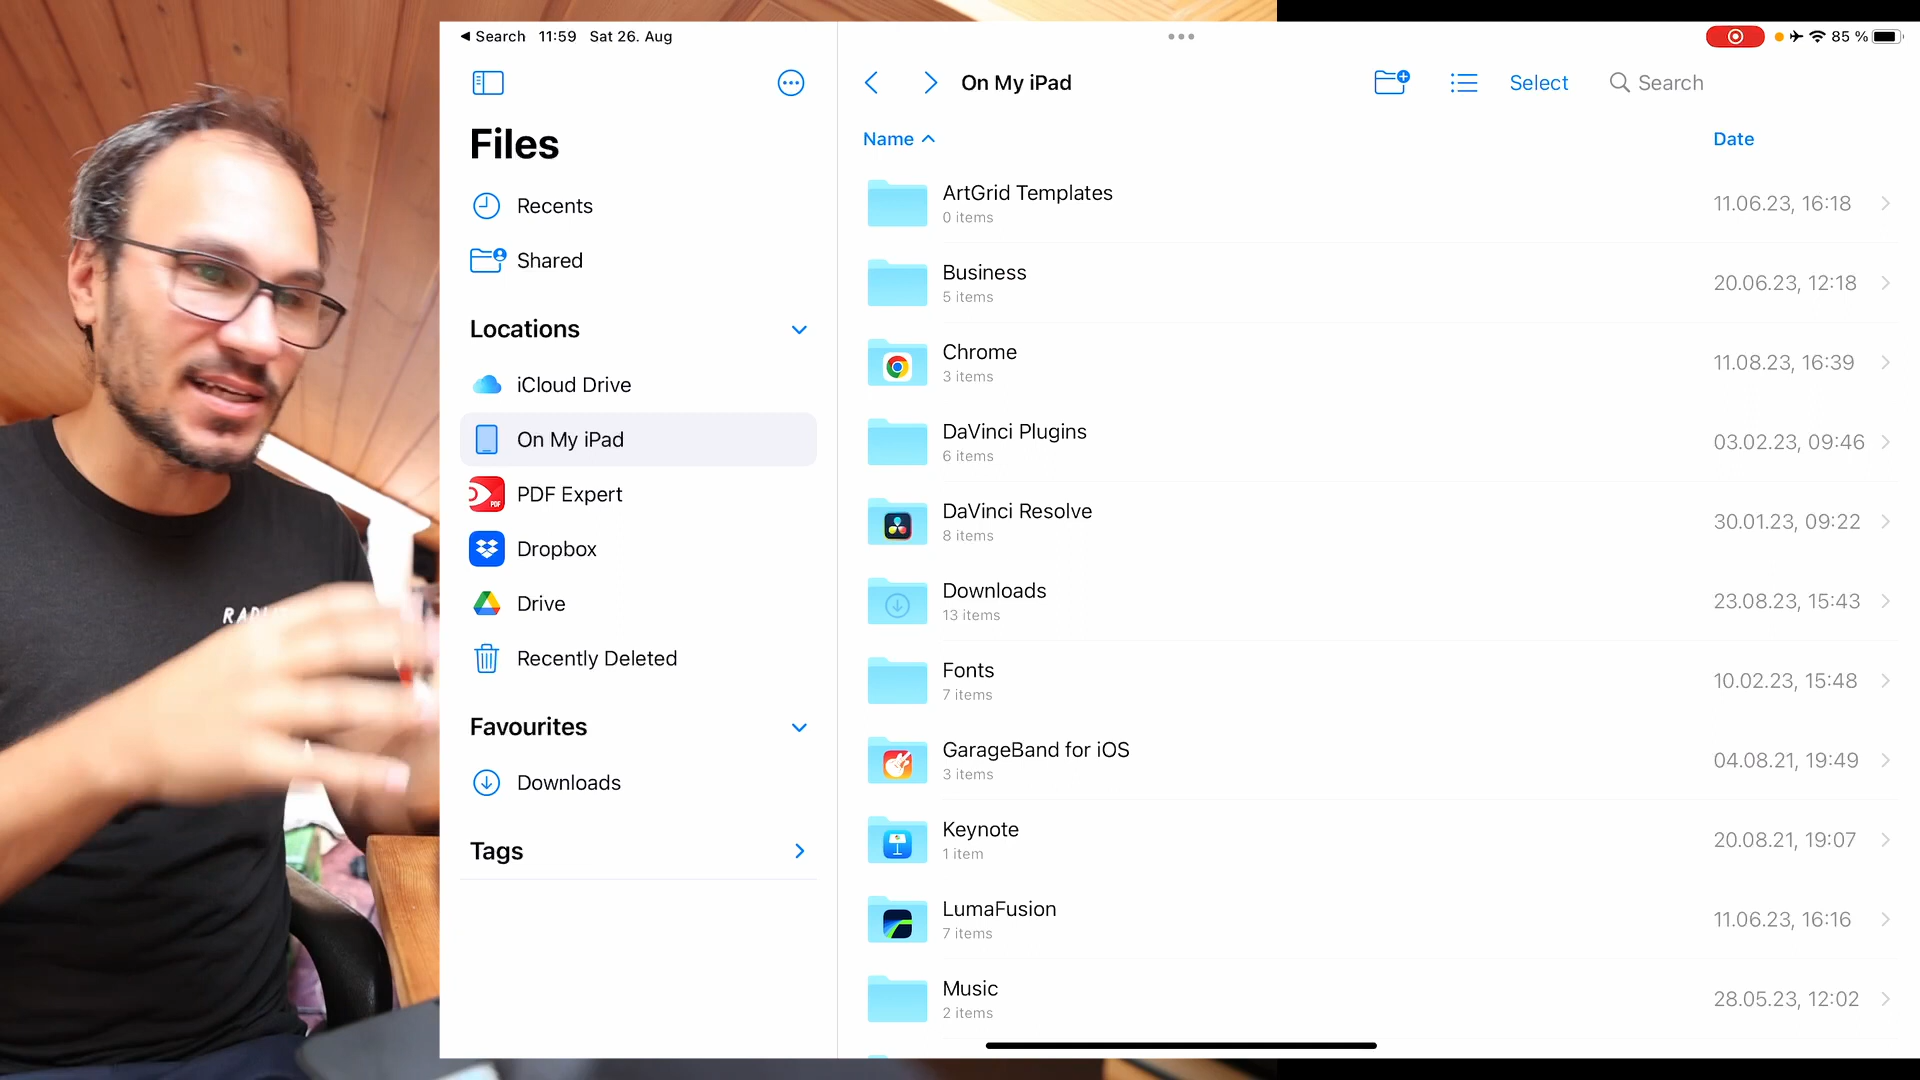 Search 11:59 Sat 26. Aug
85 %
Files
Recents
Shared
Locations
iCloud Drive
On My iPad
PDF Expert
PDF
Dropbox
Drive
Recently Deleted
Favourites
Downloads
Tags
On My iPad
Select
Search
Name
Date
ArtGrid Templates
0 items
11.06.23, 16:18
Business
5 items
20.06.23, 12:18
Chrome
3 items
11.08.23, 16:39
DaVinci Plugins
6 items
03.02.23, 09:46
DaVinci Resolve
8 items
30.01.23, 09:22
Downloads
13 items
23.08.23, 15:43
Fonts
7 items
10.02.23, 15:48
GarageBand for iOS
3 items
04.08.21, 19:49
Keynote
1 item
20.08.21, 19:07
LumaFusion
7 items
11.06.23, 16:16
Music
2 items
28.05.23, 12:02